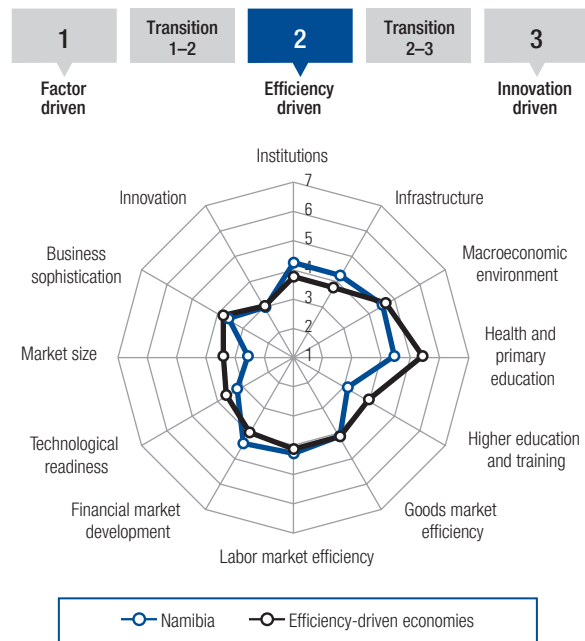 1
Transition
1–2
2
Transition
2–3
3
Factor
driven
Efficiency
driven
Innovation
driven
Institutions
7
6
5
4
3
2
1
Infrastructure
Macroeconomic
environment
Health and
primary
education
Higher education
and training
Goods market
efficiency
Labor market efficiency
Financial market
development
Technological
readiness
Market size
Business
sophistication
Innovation
Namibia
Efficiency-driven economies